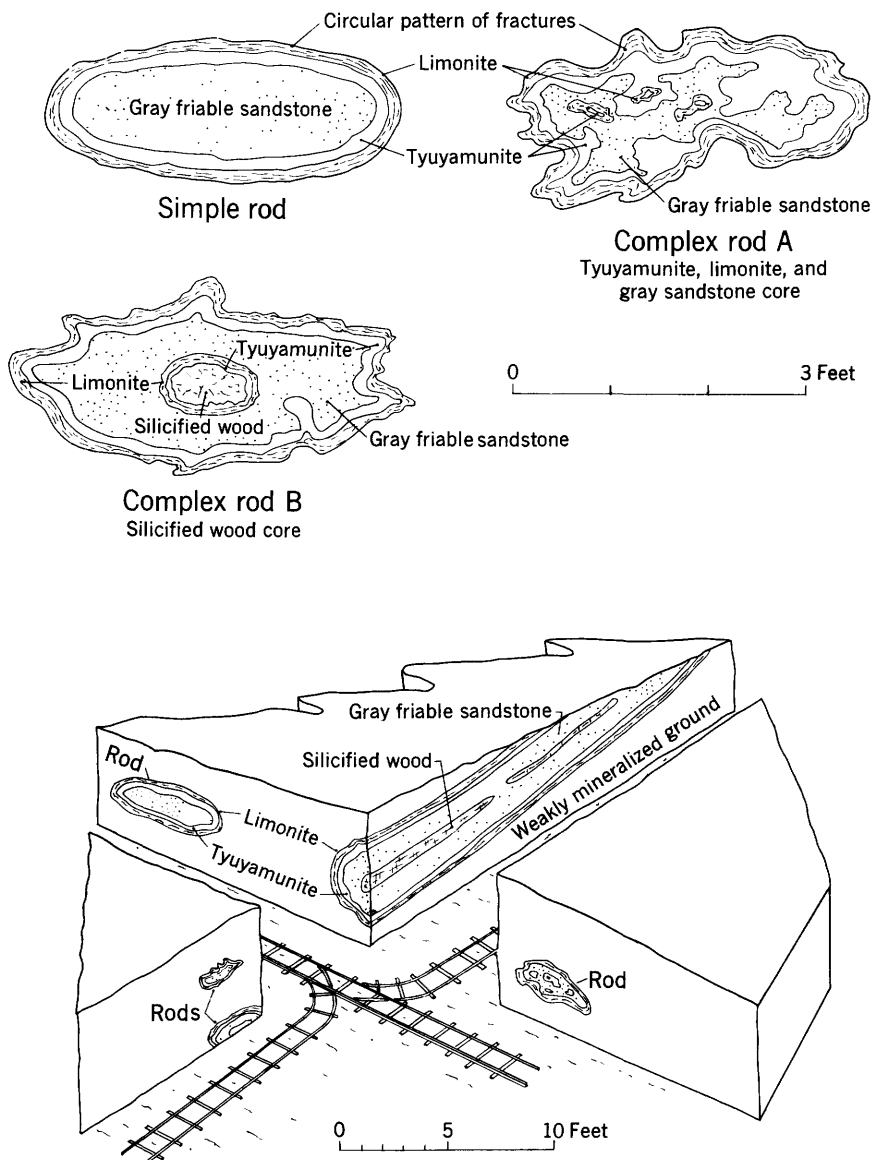 Circular pattern of fractures
Limonite
Gray friable sandstone
Tyuyamunite
Gray friable sandstone
Simple rod
Complex rod A
Tyuyamunite, limonite, and
gray sandstone core
Tyuyamunite
Limonite
Silicified wood
Gray friable sandstone
0 3 Feet
Complex rod B
Silicified wood core
Gray friable sandstone
Silicified wood
Weakly mineralized ground
Rod
Limonite
Tyuyamunite
Rod
Rods
0 5 10 Feet